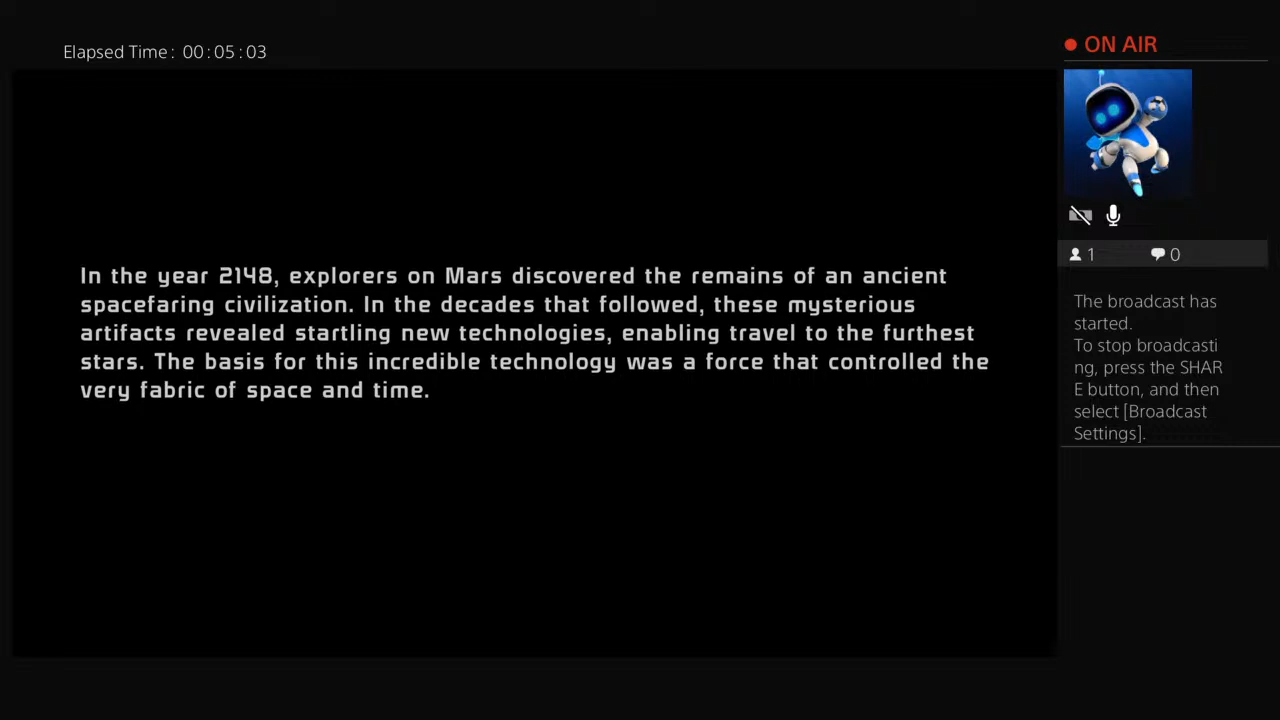 Elapsed Time: 00:05:03
ON AIR
1 0
In the year 2148, explorers on Mars discovered the remains of an ancient
spacefaring civilization. In the decades that followed, these mysterious
artifacts revealed startling new technologies, enabling travel to the furthest
stars. The basis for this incredible technology was a force that controlled the
very fabric of space and time.
The broadcast has
started.
To stop broadcasti
ng, press the SHAR
E button, and then
select [Broadcast
Settings].